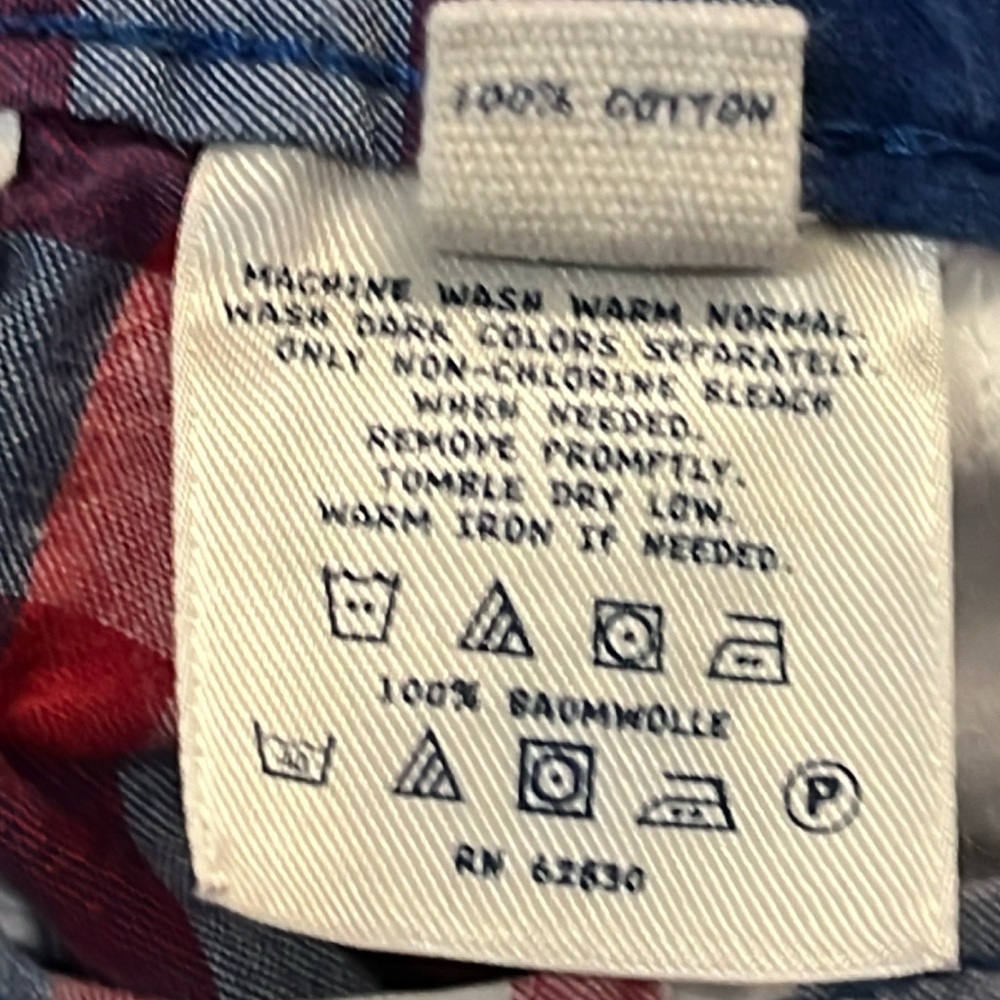 100% COTTON
MACHINE WASH WARM NORMAL.
WASH DARK COLORS SEPARATELY.
ONLY NON-CHLORINE BLEACH
WHEN NEEDED.
REMOVE PROMPTLY.
TUMBLE DRY LOW.
WARM IRON IF NEEDED.
100% BAUMWOLLE
P
RN